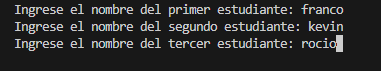 Ingrese el nombre del primer estudiante: franco
Ingrese el nombre del segundo estudiante: kevin
Ingrese el nombre del tercer estudiante: rocio